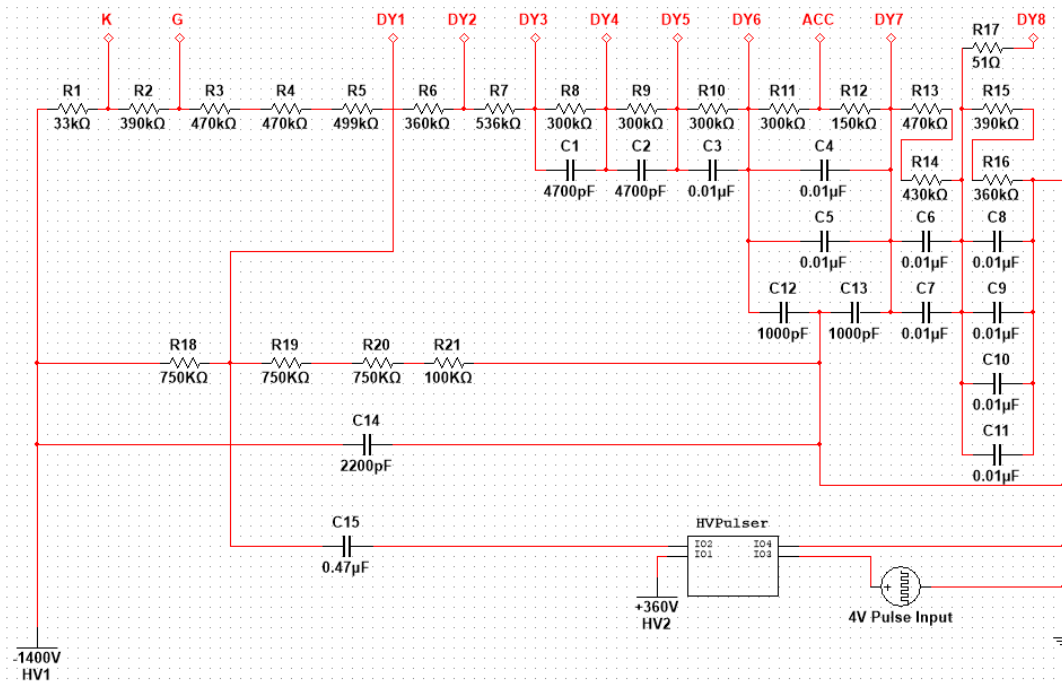 K G DY1 DY2 DY3 DY4 DY5 DY6 ACC DY7 DY8
R17
51Ω
R1 R2 R3 R4 R5 R6 R7 R8 R9 R10 R11 R12 R13 R15
33kΩ 390kΩ 470kΩ 470kΩ 499kΩ 360kΩ 536kΩ 300kΩ 300kΩ 300kΩ 300kΩ 150kΩ 470kΩ 390kΩ
C1 C2 C3 C4 R14 R16
4700pF 4700pF 0.01µF 0.01µF 430kΩ 360kΩ
C5 C6 C8
0.01µF 0.01µF 0.01µF
C12 C13 C7 C9
1000pF 1000pF 0.01µF 0.01µF
R18 R19 R20 R21
750KΩ 750KΩ 750KΩ 100KΩ
C10
0.01µF
C14 C11
2200pF 0.01µF
C15 HVPulser
IO2 IO4
IO1 IO3
0.47µF
+360V
HV2
+
4V Pulse Input
-1400V
HV1